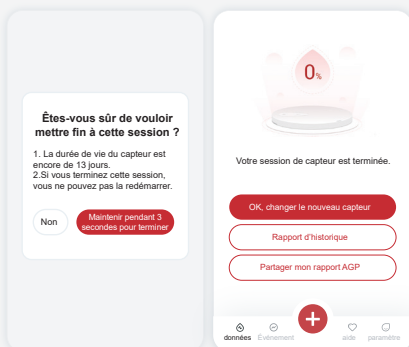 Êtes-vous sûr de vouloir
mettre fin à cette session ?
1. La durée de vie du capteur est
encore de 13 jours.
2.Si vous terminez cette session,
vous ne pouvez pas la redémarrer.
Non
Maintenir pendant 3
secondes pour terminer
0%
Votre session de capteur est terminée.
OK, changer le nouveau capteur
Rapport d'historique
Partager mon rapport AGP
données
Événement
aide
paramètre